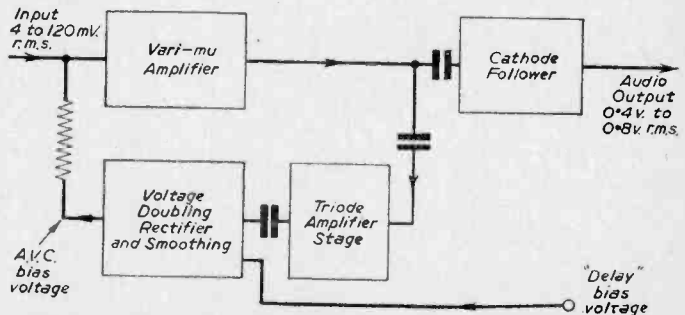 Input
4 to 120mV.
r.m.s.
Vari-mu
Amplifier
Cathode
Follower
Audio
Output
0•4v. to
0•8v. r.m.s.
Voltage
Doubling
Rectifier
and Smoothing
Triode
Amplifier
Stage
A.V.C.
bias
voltage
"Delay"
bias
voltage